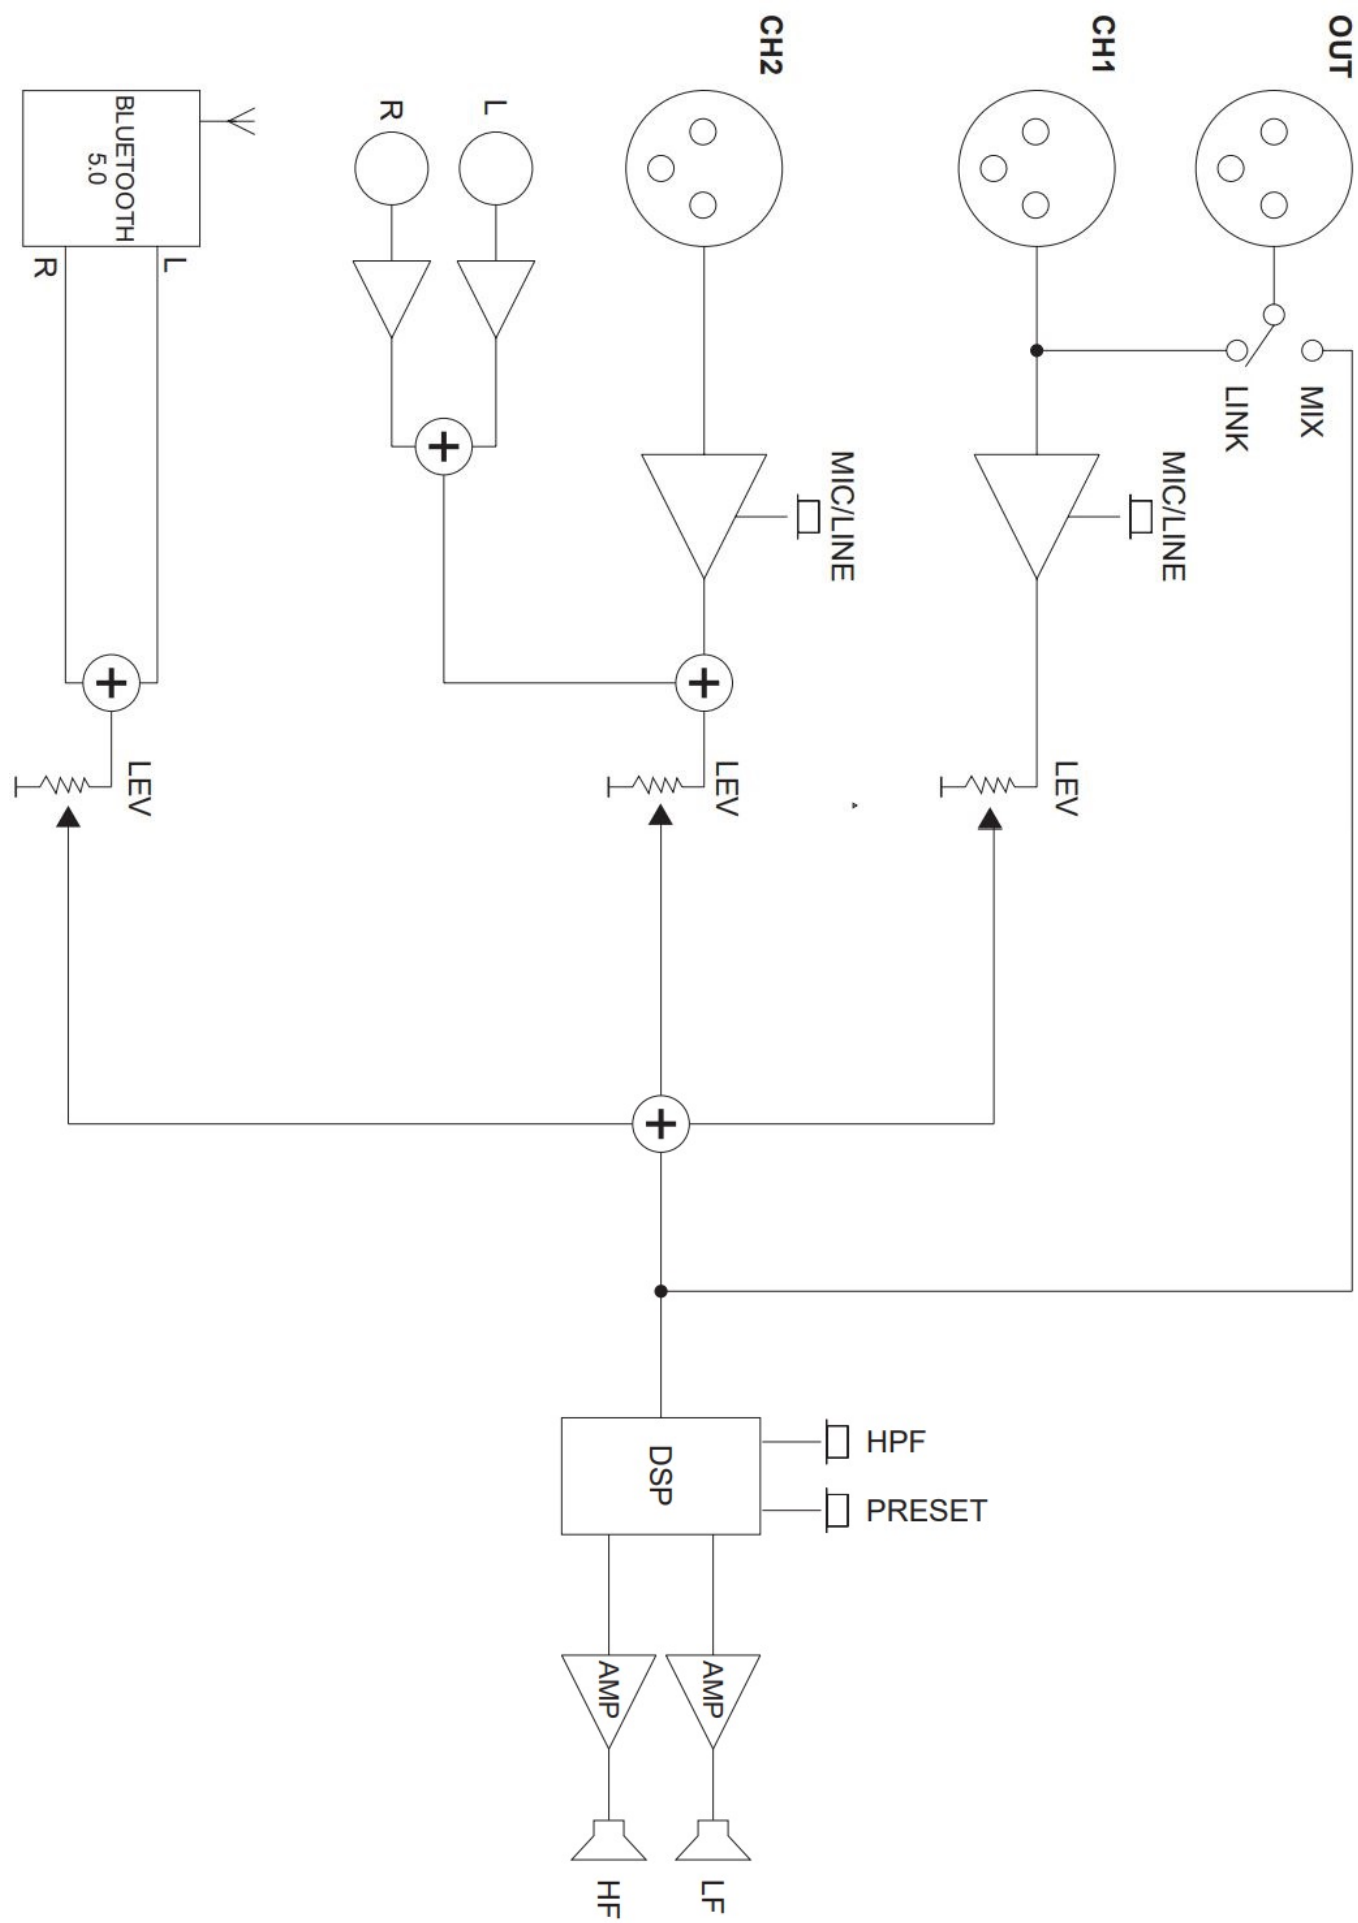 OUT
CH1
CH2
R
L
BLUETOOTH
5.0
R
L
MIX
LINK
MIC/LINE
MIC/LINE
LEV
LEV
LEV
HPF
DSP
PRESET
AMP
AMP
HF
LF